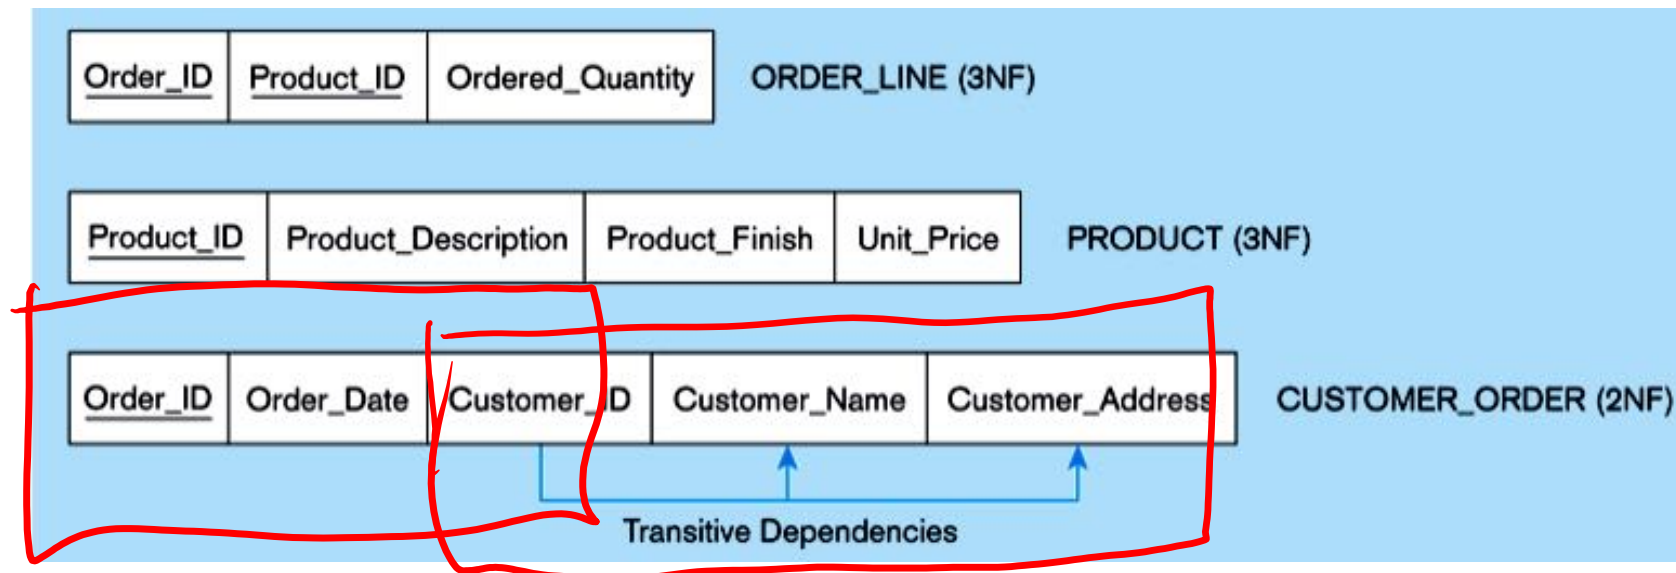 Order_ID Product_ID Ordered_Quantity ORDER_LINE (3NF)
Product_ID Product_Description Product_Finish Unit_Price PRODUCT (3NF)
Order_ID Order_Date Customer_ID Customer_Name Customer_Address CUSTOMER_ORDER (2NF)
Transitive Dependencies